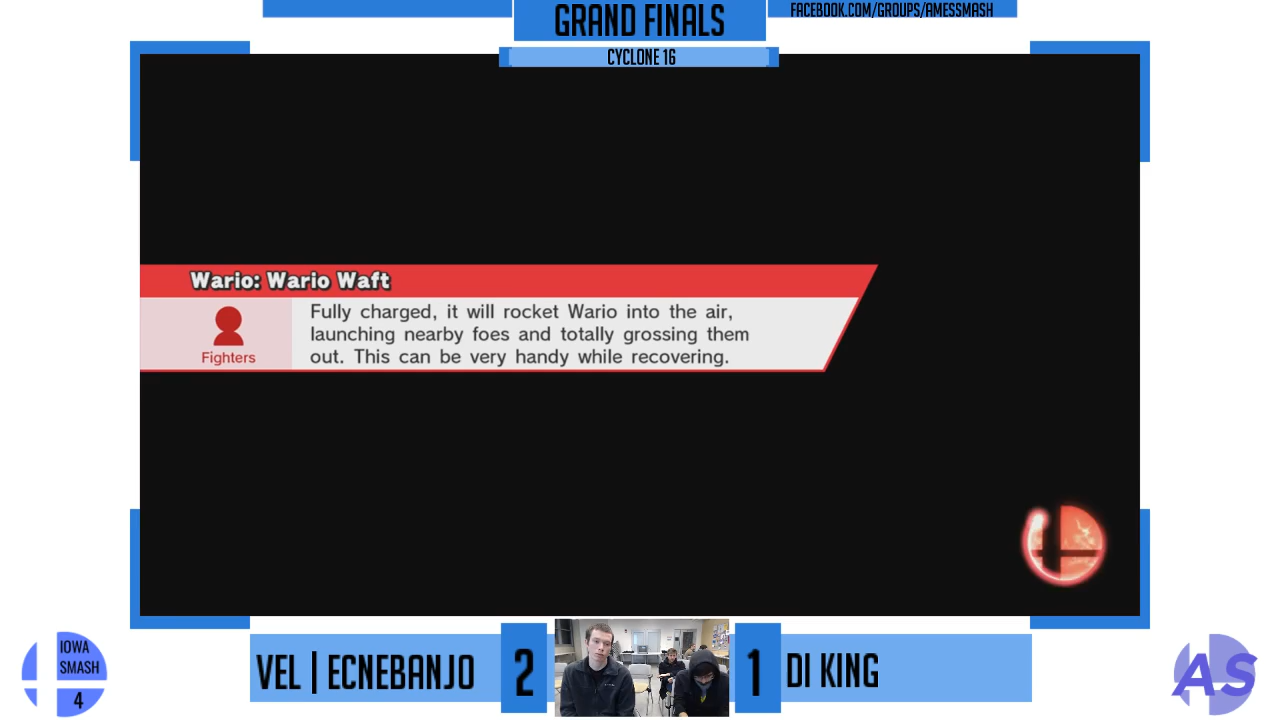 GRAND FINALS
FACEBOOK.COM/GROUPS/AMESSMASH
CYCLONE 16
Wario: Wario Waft
Fighters
Fully charged, it will rocket Wario into the air,
launching nearby foes and totally grossing them
out. This can be very handy while recovering.
IOWA
SMASH
4
VEL | ECNEBANJO
2
1
DI KING
AS